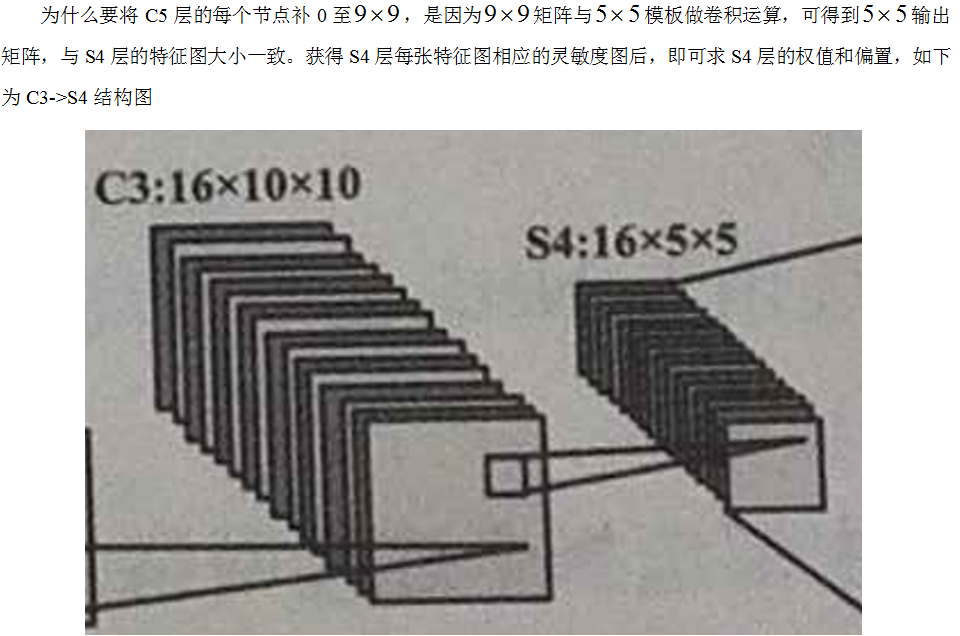 为什么要将 C5 层的每个节点补 0 至9×9，是因为9×9矩阵与5×5模板做卷积运算，可得到5×5输出
矩阵，与 S4 层的特征图大小一致。获得 S4 层每张特征图相应的灵敏度图后，即可求 S4 层的权值和偏置，如下
为 C3->S4 结构图
C3:16×10×10
S4:16×5×5